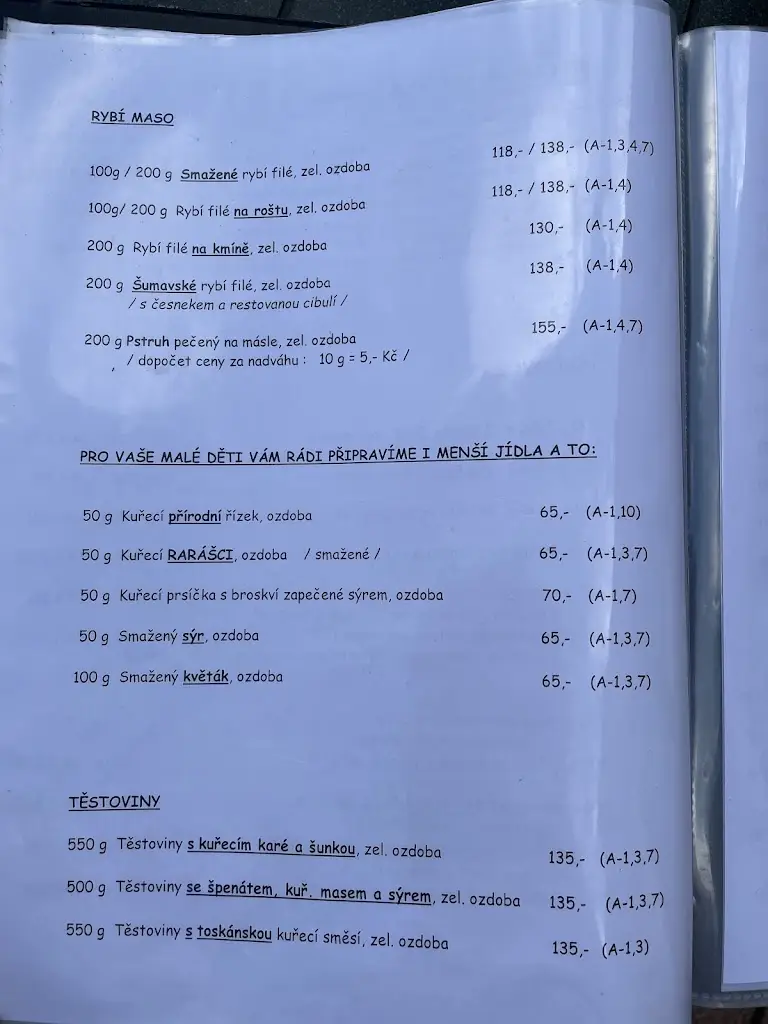 RYBÍ MASO
100g / 200 g Smažené rybí filé, zel. ozdoba 118,- / 138,- (A-1,3,4,7)
100g/ 200 g Rybí filé na roštu, zel. ozdoba 118,- / 138,- (A-1,4)
200 g Rybí filé na kmíně, zel. ozdoba 130,- (A-1,4)
200 g Šumavské rybí filé, zel. ozdoba 138,- (A-1,4)
/ s česnekem a restovanou cibulí /
200 g Pstruh pečený na másle, zel. ozdoba 155,- (A-1,4,7)
/ dopočet ceny za nadváhu : 10 g = 5,- Kč /
PRO VAŠE MALÉ DĚTI VÁM RÁDI PŘIPRAVÍME I MENŠÍ JÍDLA A TO:
50 g Kuřecí přírodní řízek, ozdoba 65,- (A-1,10)
50 g Kuřecí RARÁŠCI, ozdoba / smažené / 65,- (A-1,3,7)
50 g Kuřecí prsíčka s broskví zapečené sýrem, ozdoba 70,- (A-1,7)
50 g Smažený sýr, ozdoba 65,- (A-1,3,7)
100 g Smažený květák, ozdoba 65,- (A-1,3,7)
TĚSTOVINY
550 g Těstoviny s kuřecím karé a šunkou, zel. ozdoba 135,- (A-1,3,7)
500 g Těstoviny se špenátem, kuř. masem a sýrem, zel. ozdoba 135,- (A-1,3,7)
550 g Těstoviny s toskánskou kuřecí směsí, zel. ozdoba 135,- (A-1,3)